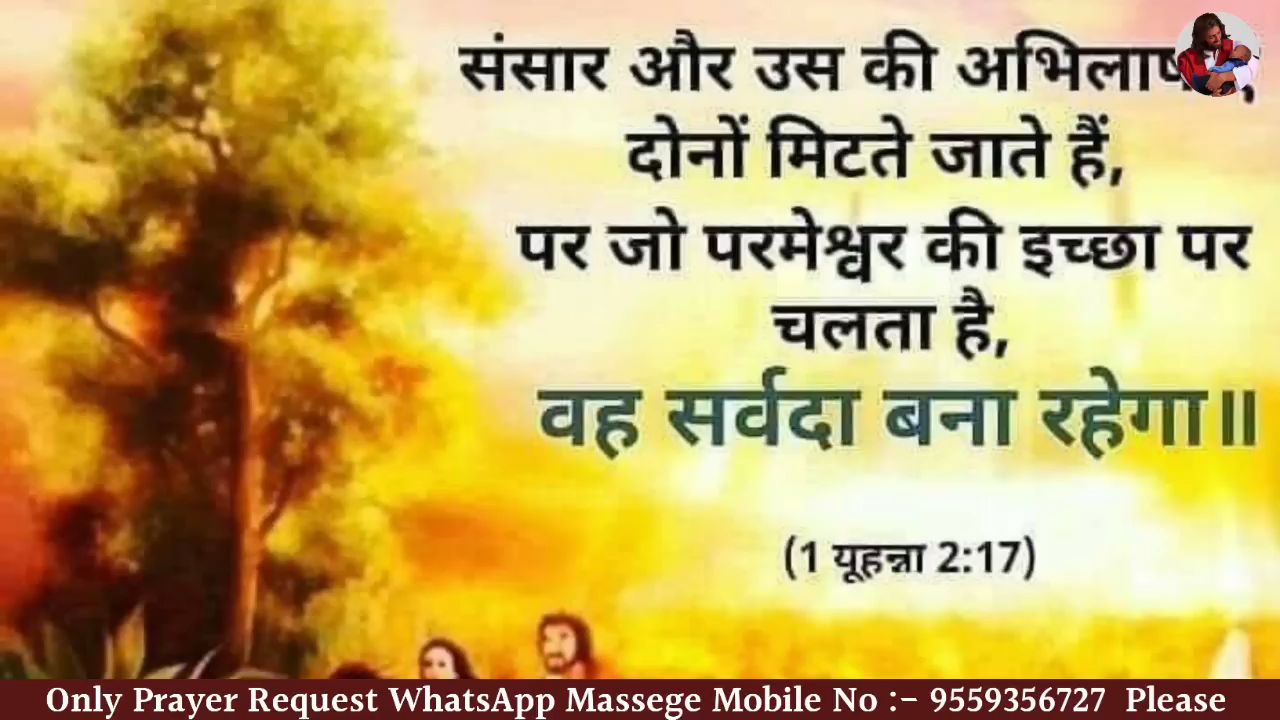 संसार और उस की
दोनों मिटते जाते हैं,
पर जो परमेश्वर की इच्छा पर
चलता है,
वह सर्वदा बना रहेगा॥
(1 यूहन्ना 2:17)
Only Prayer Request WhatsApp Massege Mobile No :- 9559356727 Please